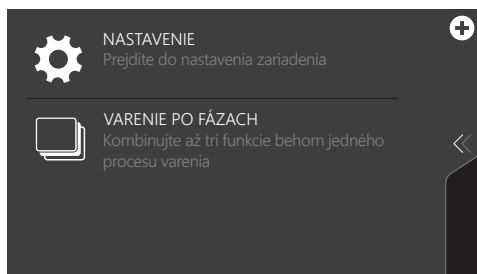 NASTAVENIE
Prejdite do nastavenia zariadenia
VARENIE PO FÁZACH
Kombinujte až tri funkcie behom jedného
procesu varenia